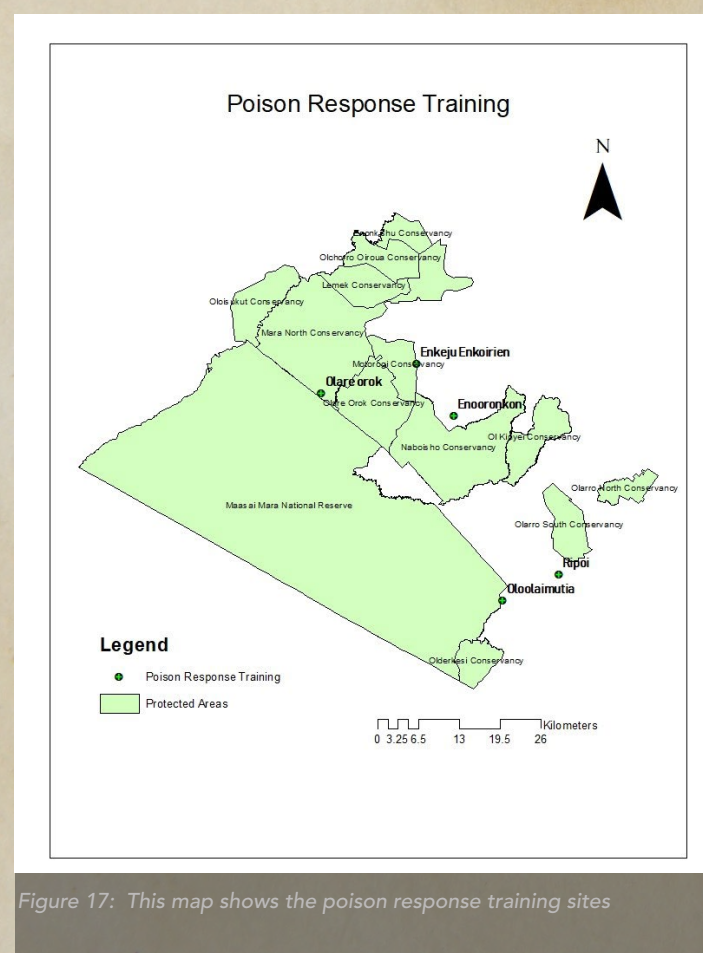 Poison Response Training
N
Enonkishu Conservancy
Olchorro Oiroua Conservancy
Lemek Conservancy
Oloisukut Conservancy
Mara North Conservancy
Enkeju Enkoirien
Motorogi Conservancy
Olare orok
Olare Orok Conservancy
Enooronkon
Ol Kinyei Conservancy
Naboisho Conservancy
Olarro North Conservancy
Maasai Mara National Reserve
Olarro South Conservancy
Ripoi
Oloolaimutia
Legend
Olderkesi Conservancy
Poison Response Training
Protected Areas
Kilometers
0 3.25 6.5 13 19.5 26
Figure 17: This map shows the poison response training sites